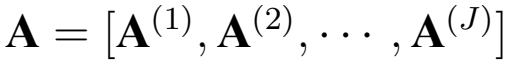 𝐀 = [𝐀⁽¹⁾, 𝐀⁽²⁾, ⋯ , 𝐀⁽ᴶ⁾]